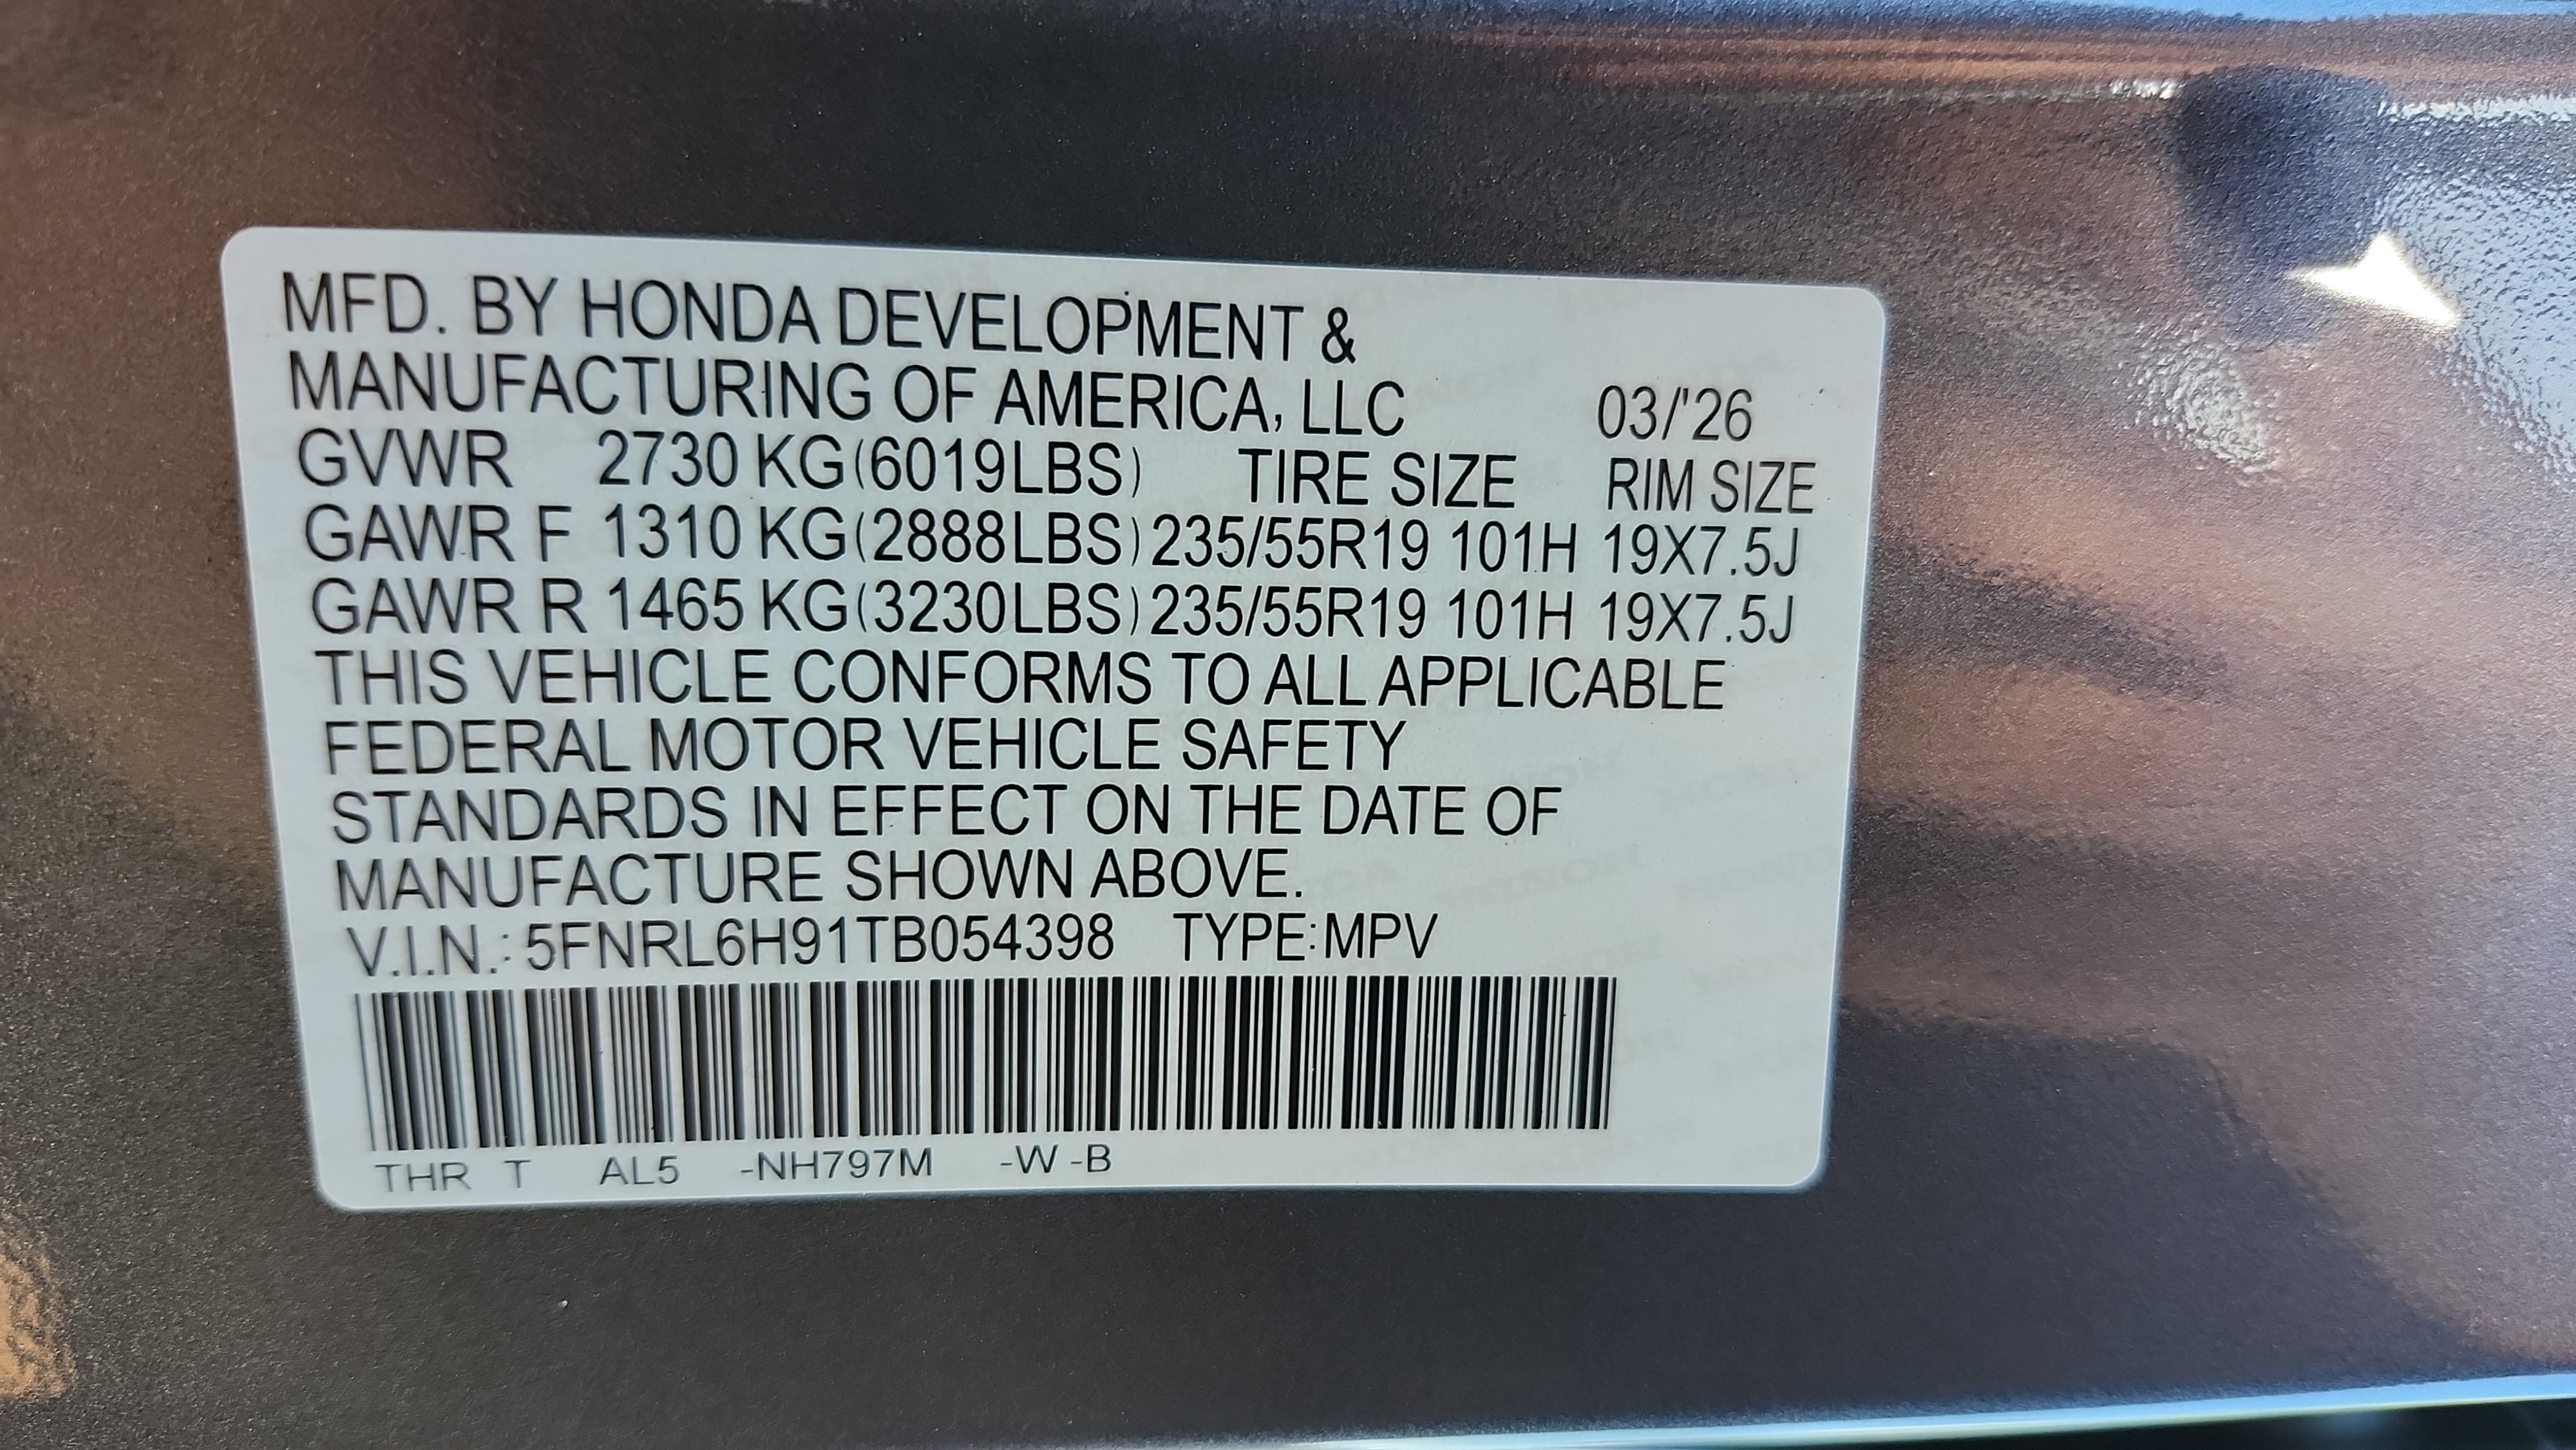 MFD. BY HONDA DEVELOPMENT &
MANUFACTURING OF AMERICA, LLC 03/'26
GVWR 2730 KG(6019LBS) TIRE SIZE RIM SIZE
GAWR F 1310 KG(2888LBS) 235/55R19 101H 19X7.5J
GAWR R 1465 KG(3230LBS) 235/55R19 101H 19X7.5J
THIS VEHICLE CONFORMS TO ALL APPLICABLE
FEDERAL MOTOR VEHICLE SAFETY
STANDARDS IN EFFECT ON THE DATE OF
MANUFACTURE SHOWN ABOVE.
V.I.N.: 5FNRL6H91TB054398 TYPE:MPV
THR T AL5 -NH797M -W -B